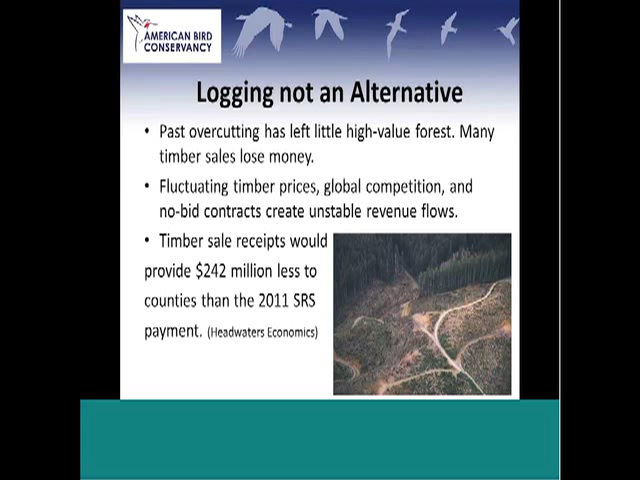 AMERICAN BIRD
CONSERVANCY
Logging not an Alternative
• Past overcutting has left little high-value forest. Many
timber sales lose money.
• Fluctuating timber prices, global competition, and
no-bid contracts create unstable revenue flows.
• Timber sale receipts would
provide $242 million less to
counties than the 2011 SRS
payment. (Headwaters Economics)